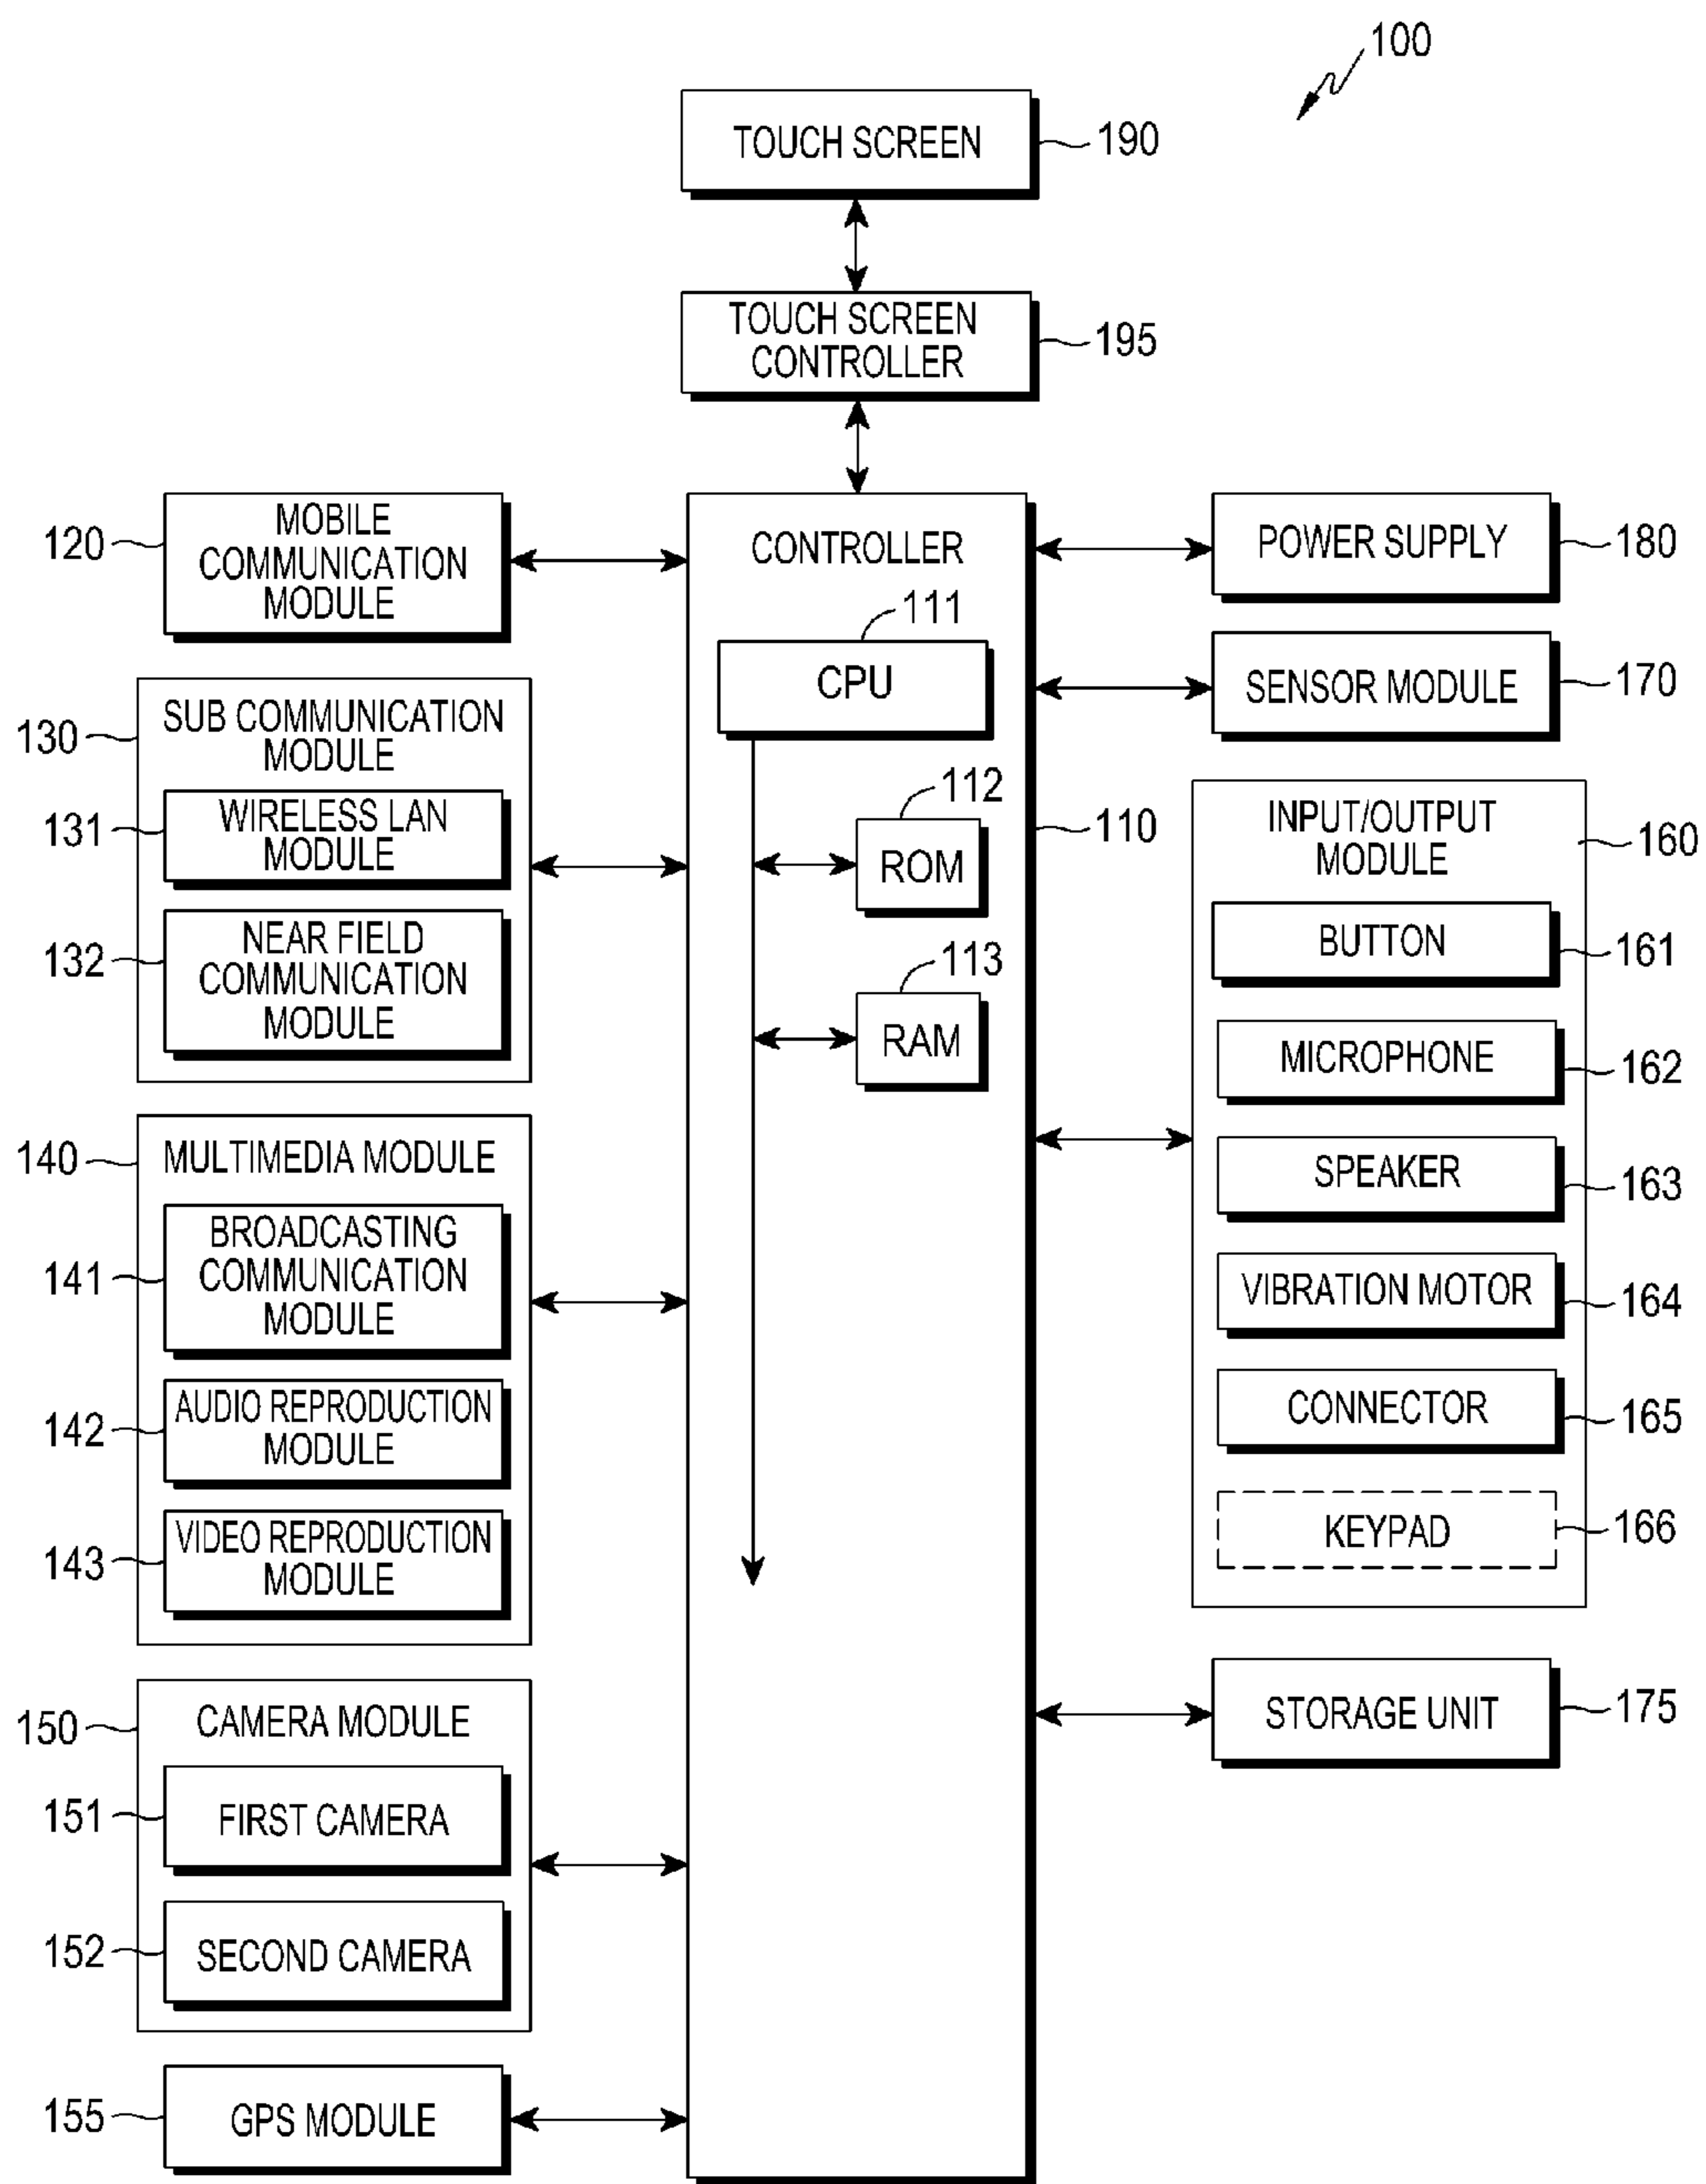 100
TOUCH SCREEN
190
TOUCH SCREEN
CONTROLLER
195
120
MOBILE
COMMUNICATION
MODULE
130
SUB COMMUNICATION
MODULE
131
WIRELESS LAN
MODULE
132
NEAR FIELD
COMMUNICATION
MODULE
140
MULTIMEDIA MODULE
141
BROADCASTING
COMMUNICATION
MODULE
142
AUDIO REPRODUCTION
MODULE
143
VIDEO REPRODUCTION
MODULE
150
CAMERA MODULE
151
FIRST CAMERA
152
SECOND CAMERA
155
GPS MODULE
CONTROLLER
111
CPU
112
ROM
113
RAM
110
POWER SUPPLY
180
SENSOR MODULE
170
INPUT/OUTPUT
MODULE
160
BUTTON
161
MICROPHONE
162
SPEAKER
163
VIBRATION MOTOR
164
CONNECTOR
165
KEYPAD
166
STORAGE UNIT
175